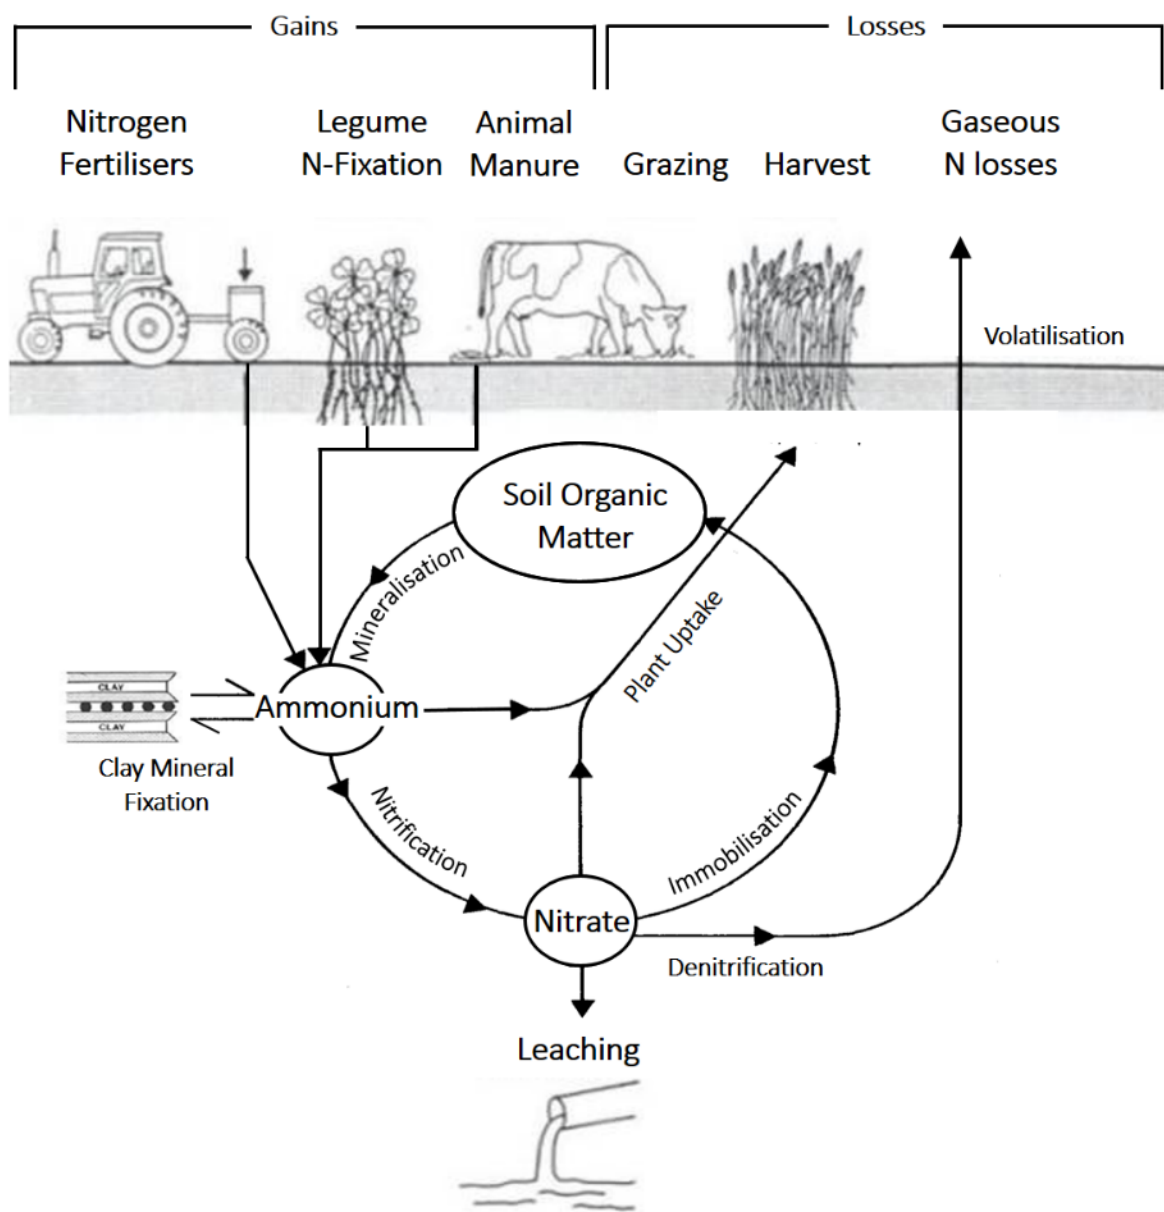 Gains
Losses
Nitrogen
Fertilisers
Legume
N-Fixation
Animal
Manure
Grazing
Harvest
Gaseous
N losses
Volatilisation
Soil Organic
Matter
Mineralisation
Plant Uptake
CLAY
CLAY
Ammonium
Clay Mineral
Fixation
Nitrification
Immobilisation
Nitrate
Denitrification
Leaching